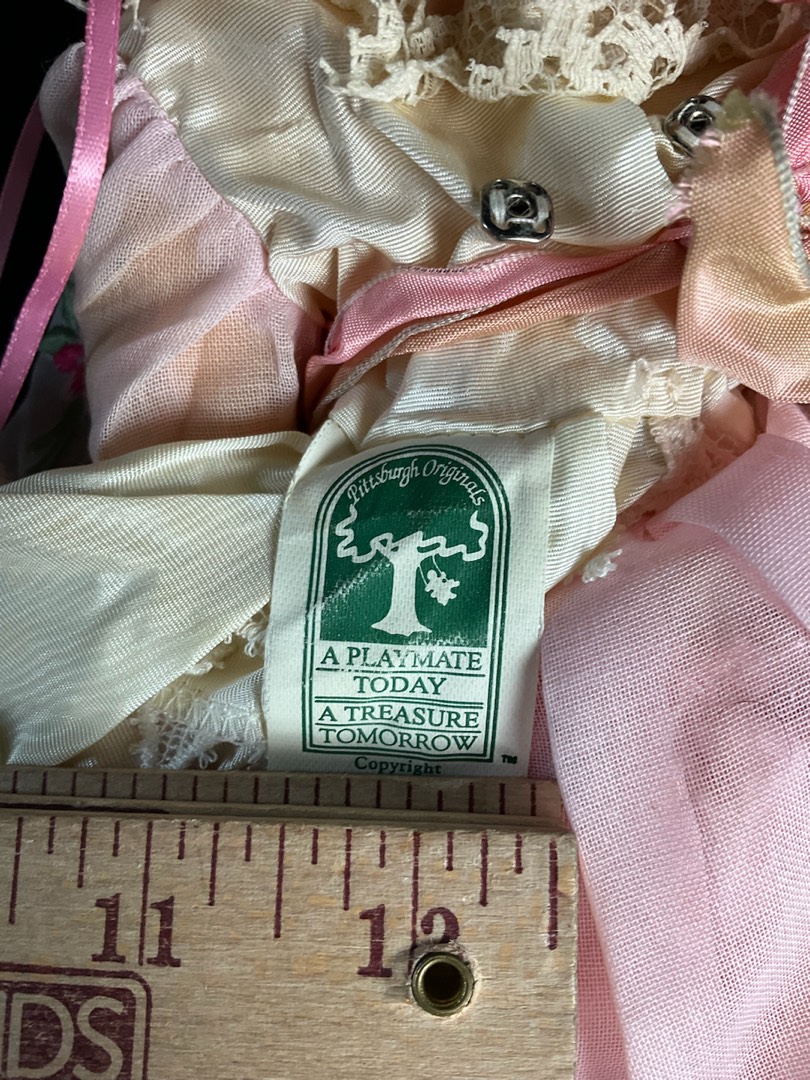 Pittsburgh Originals
A PLAYMATE
TODAY
A TREASURE
TOMORROW
TM
Copyright
11 12
DS